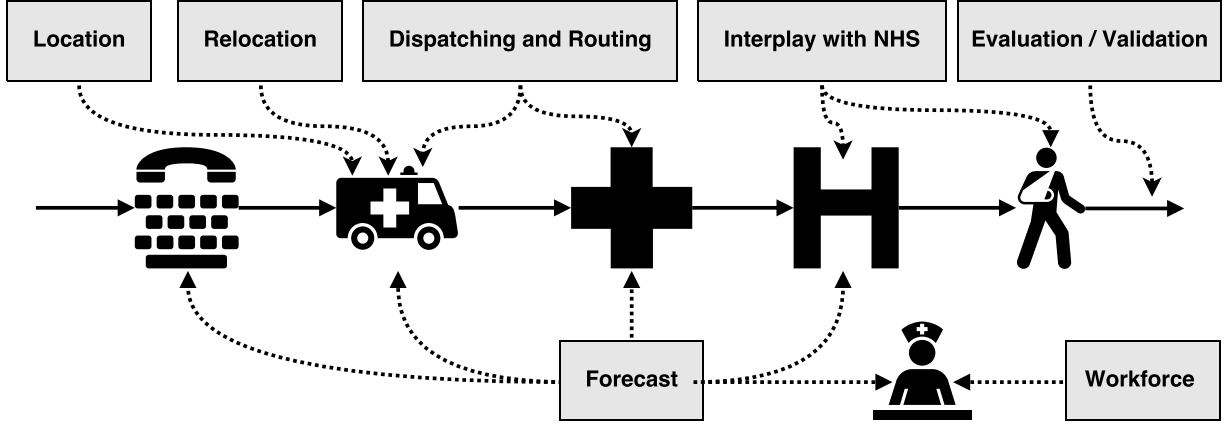 Location
Relocation
Dispatching and Routing
Interplay with NHS
Evaluation / Validation
Forecast
Workforce